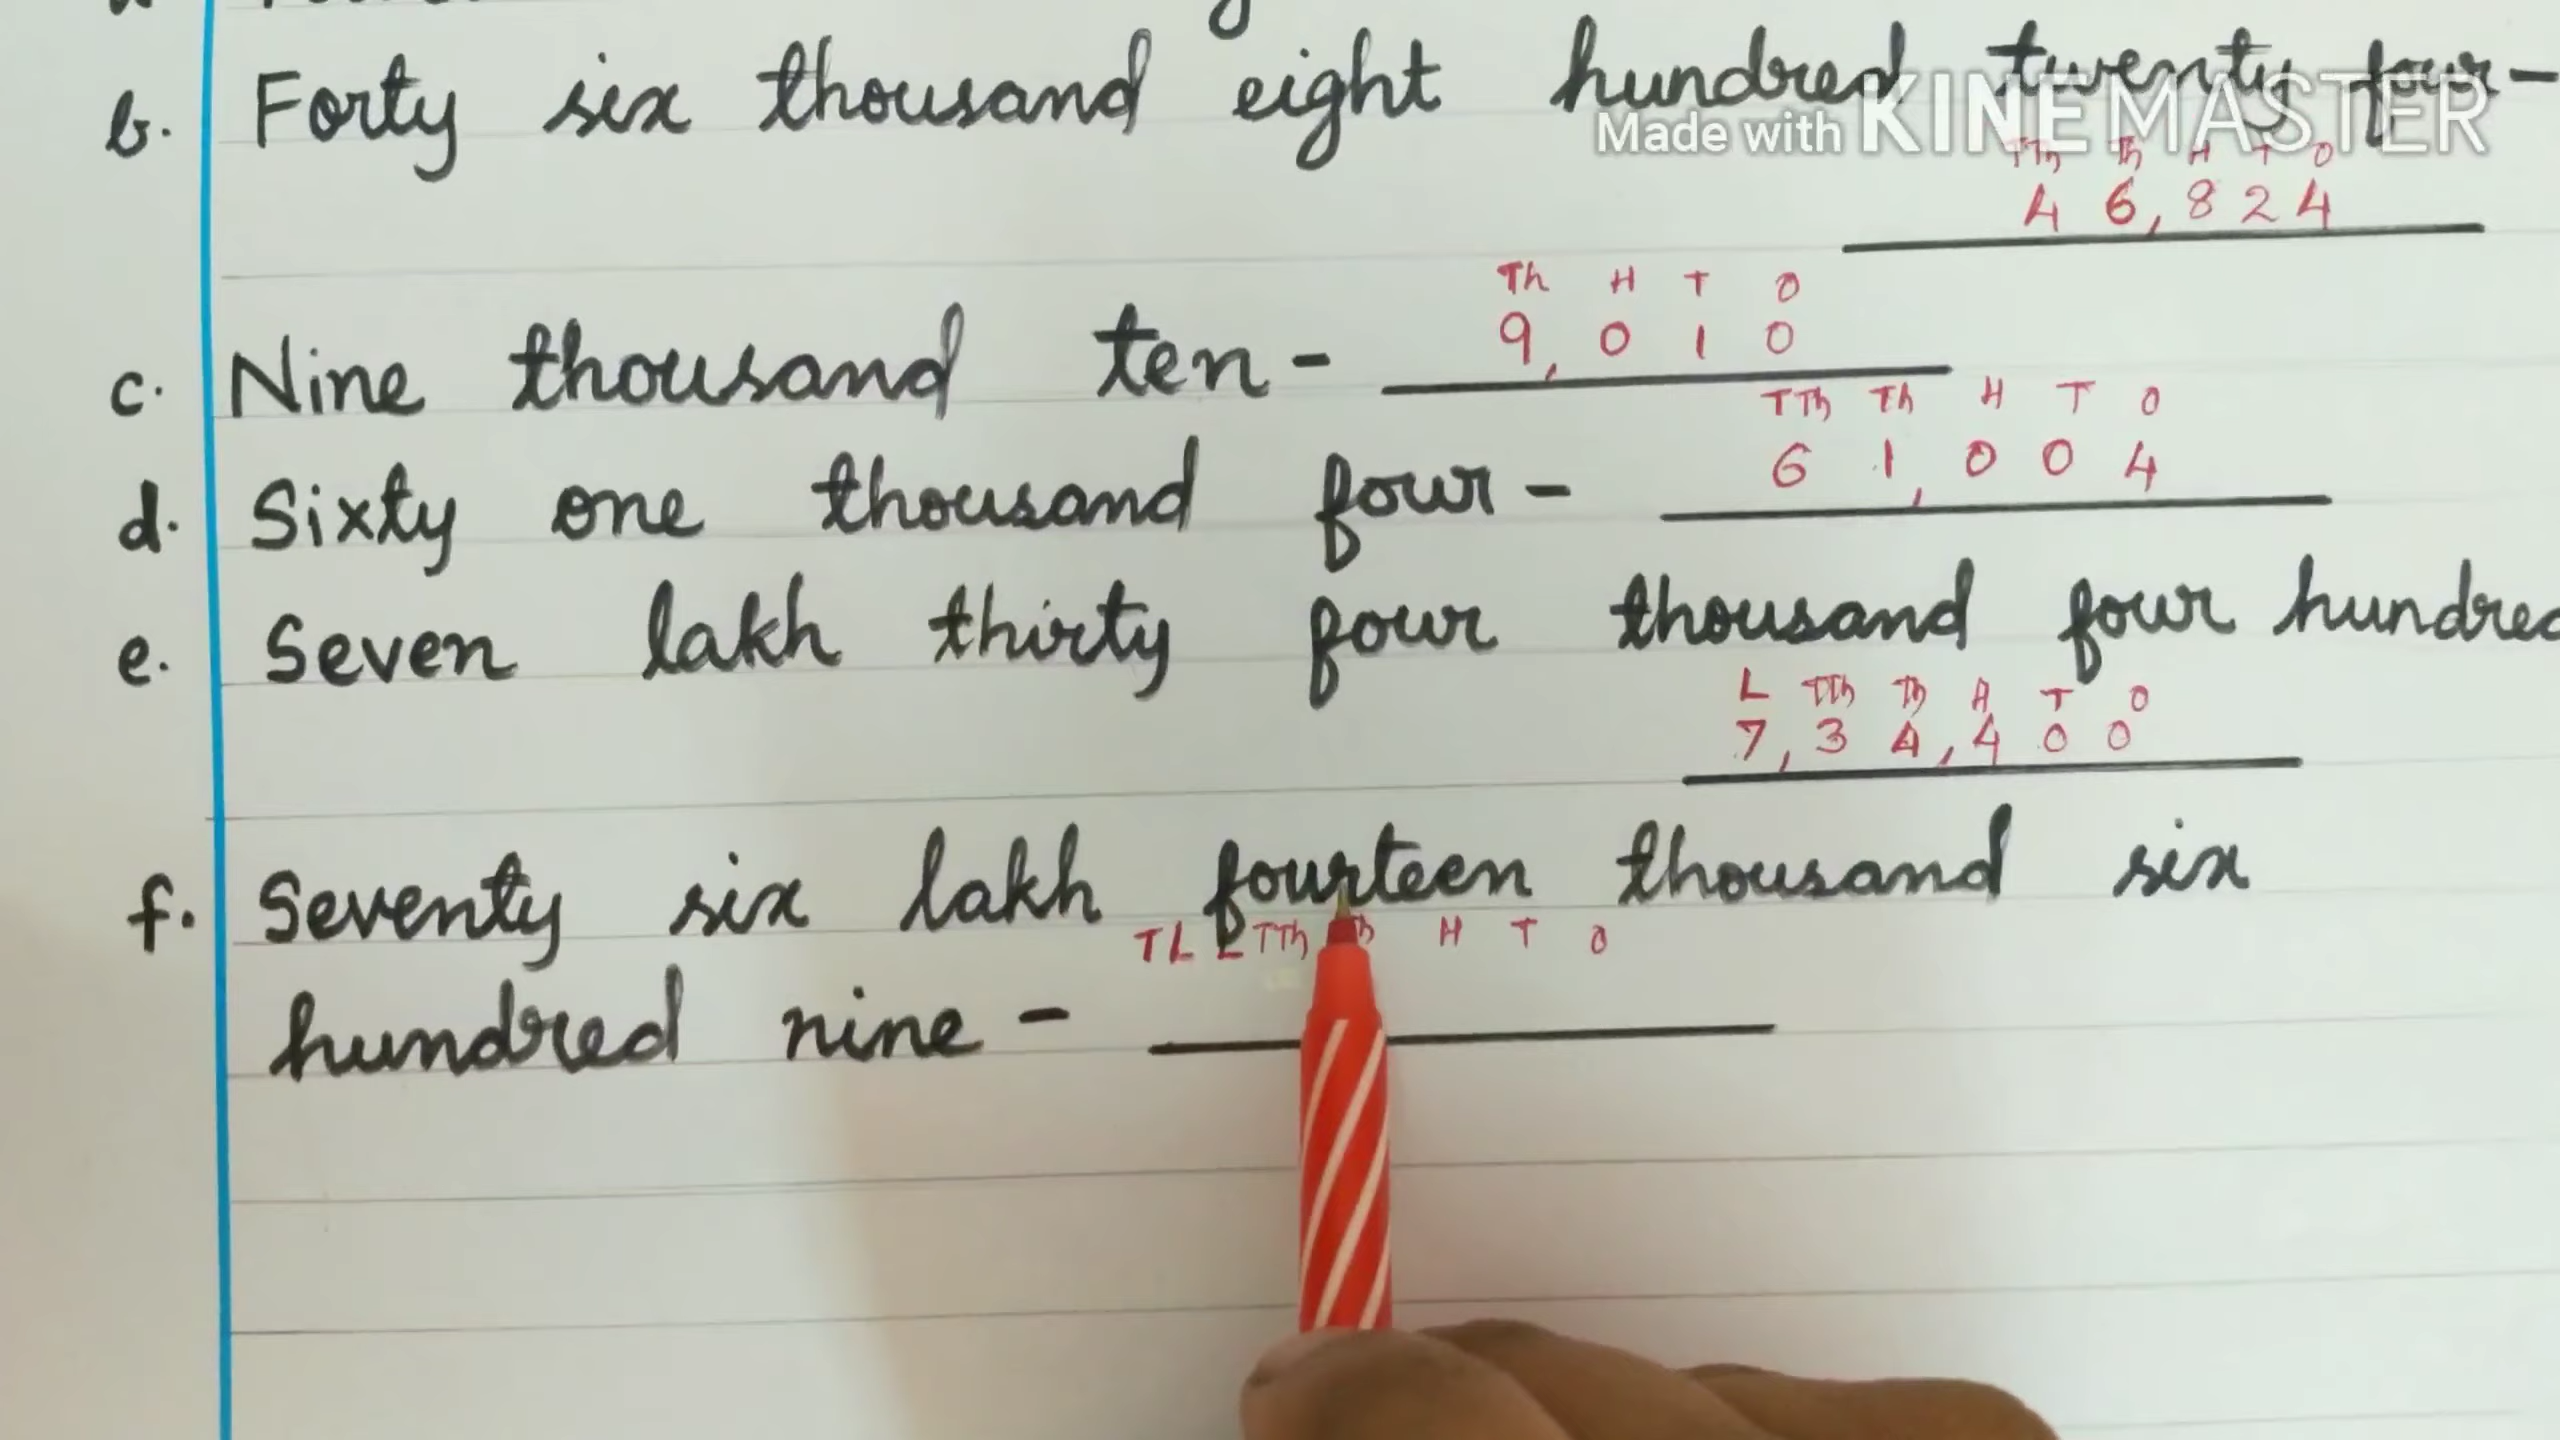 b. Forty six thousand eight hundred twenty four-
Made with KINEMASTER
TTh Th H T O
4 6, 8 2 4
Th H T O
9, 0 1 0
c. Nine thousand ten -
TTh Th H T O
6 1, 0 0 4
d. Sixty one thousand four -
e. Seven lakh thirty four thousand four hundred
L TTh Th H T O
7, 3 4, 4 0 0
f. Seventy six lakh fourteen thousand six
TL L TTh Th H T O
hundred nine -